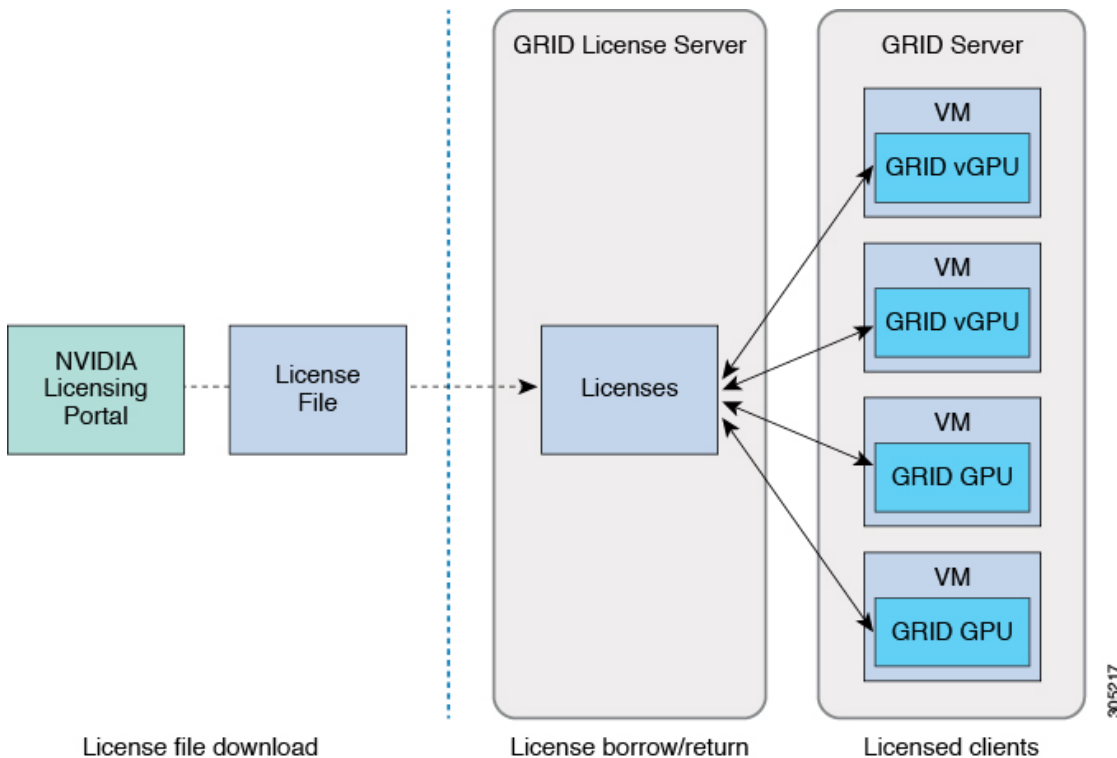 GRID License Server
GRID Server
VM
GRID vGPU
VM
GRID vGPU
NVIDIA
Licensing
Portal
License
File
Licenses
VM
GRID GPU
VM
GRID GPU
305217
License file download
License borrow/return
Licensed clients